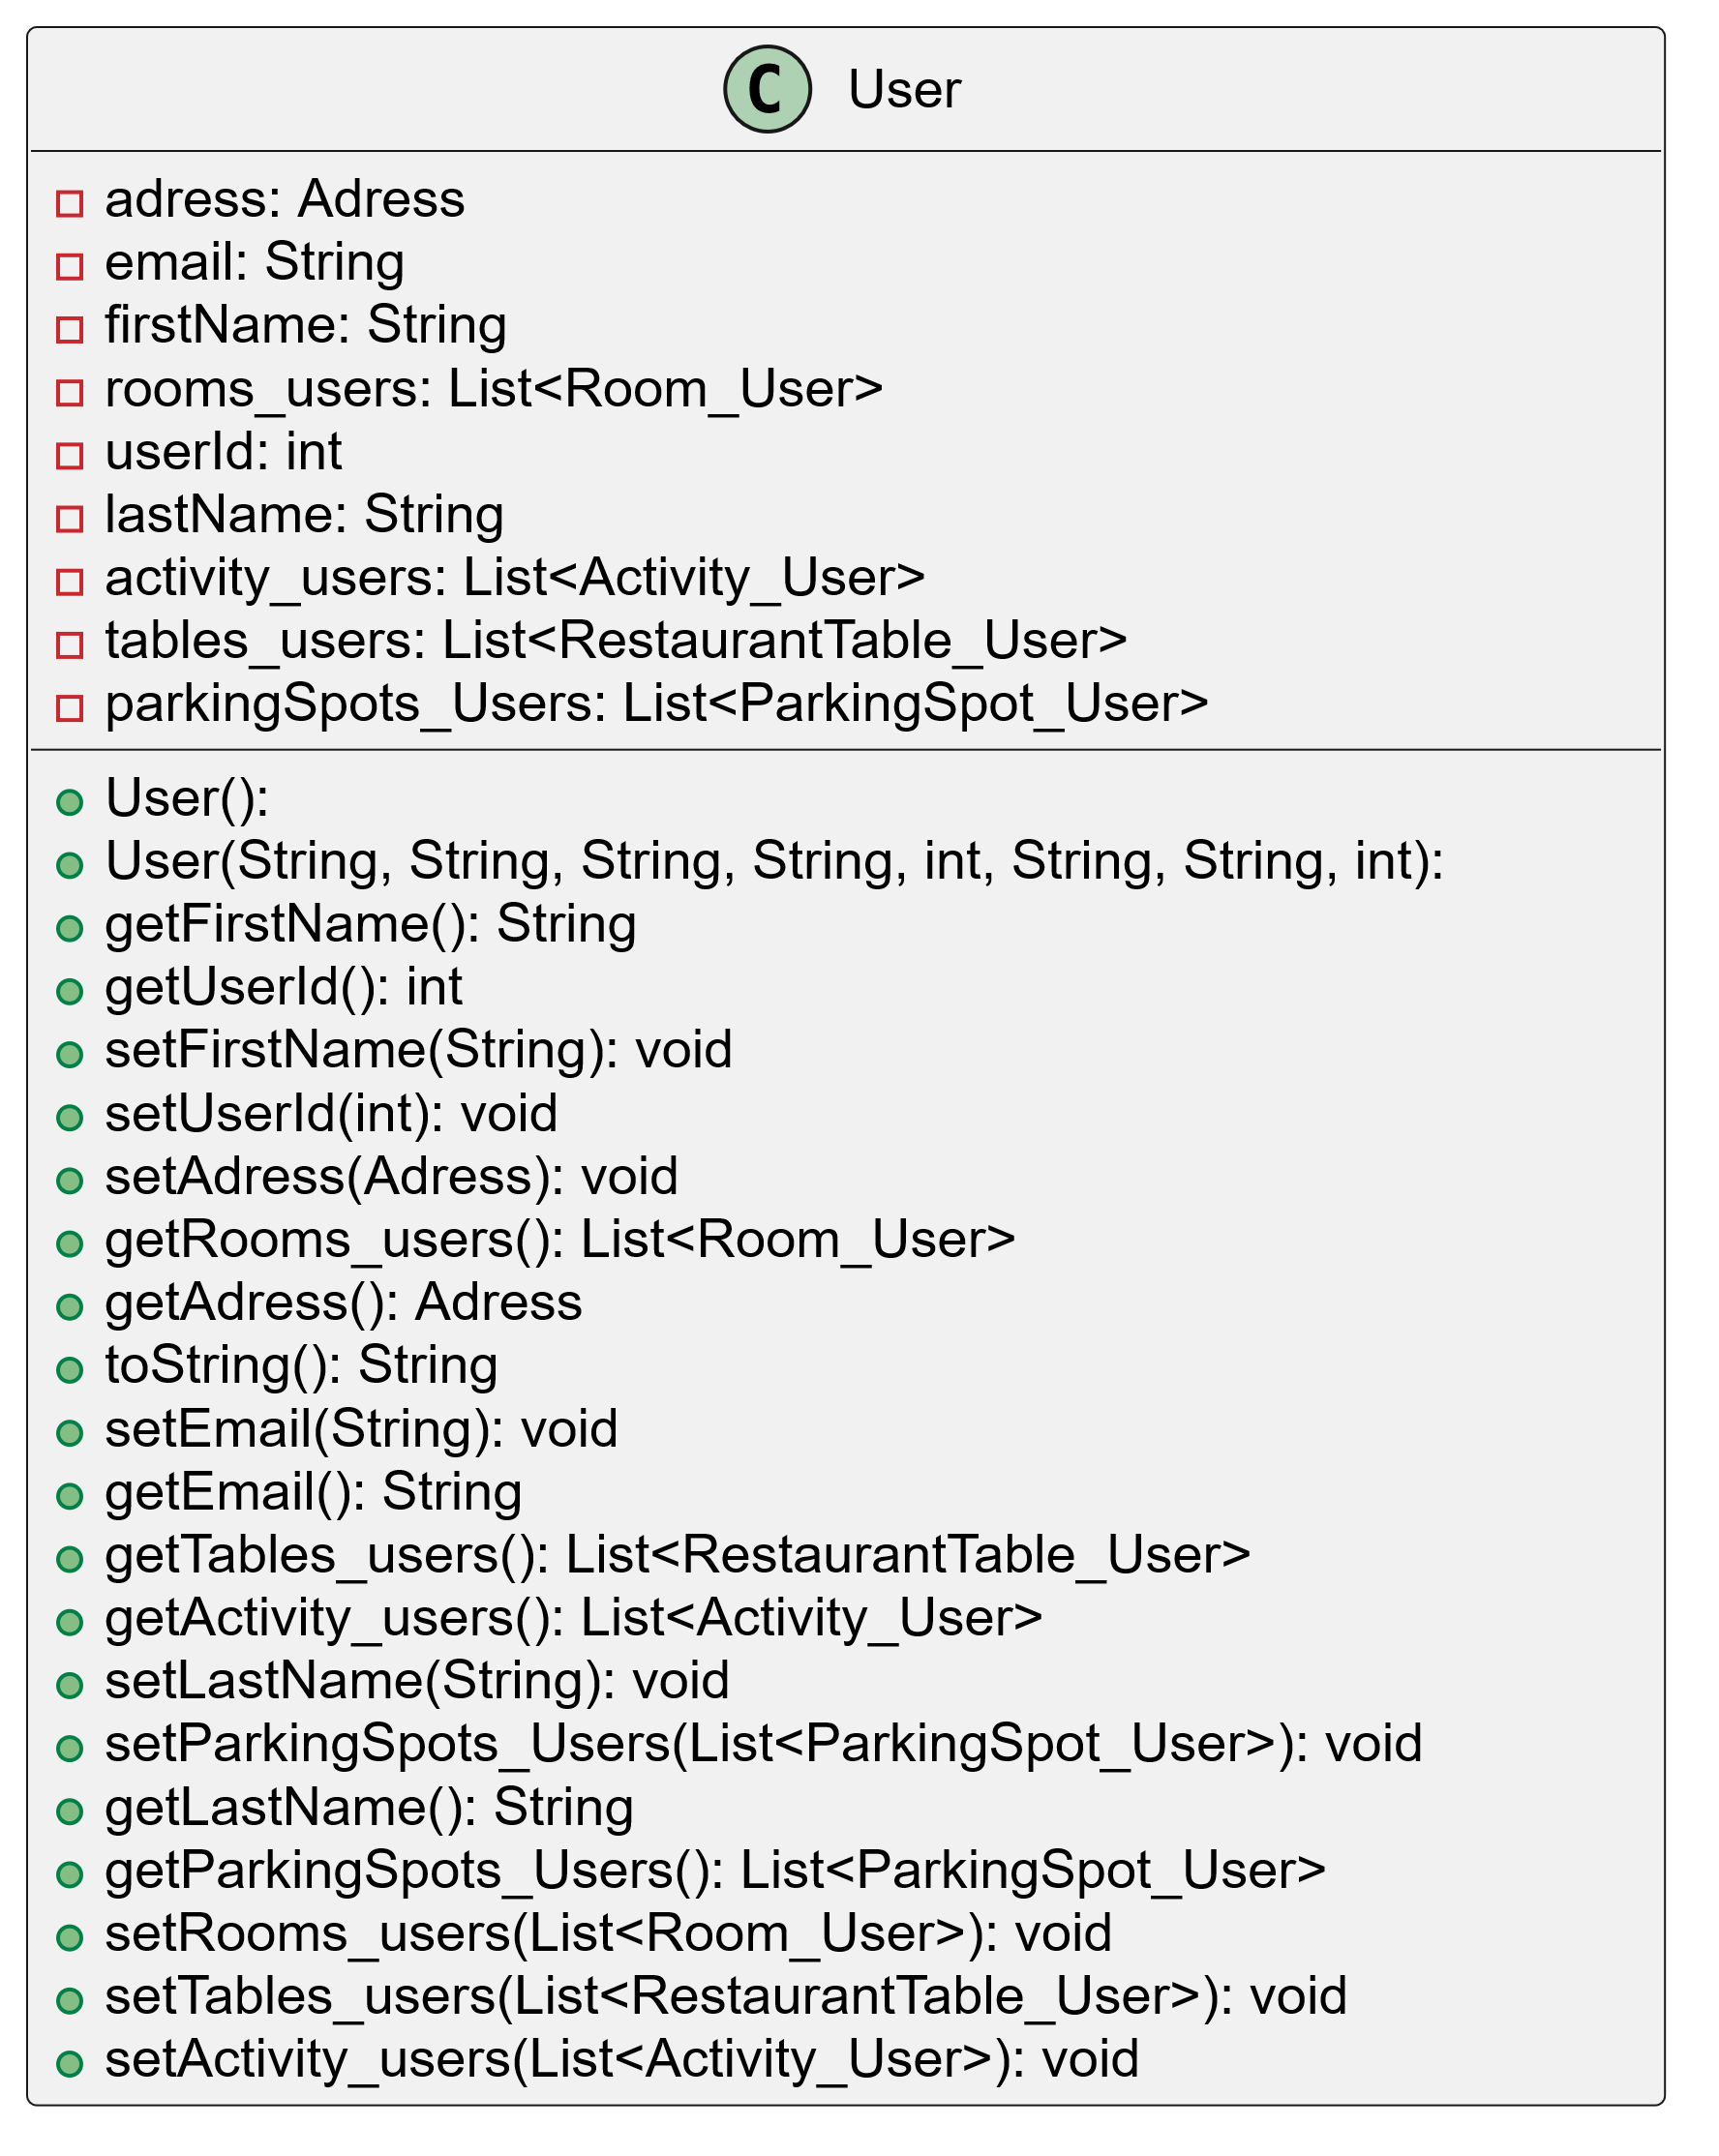 C User
adress: Adress
email: String
firstName: String
rooms_users: List<Room_User>
userId: int
lastName: String
activity_users: List<Activity_User>
tables_users: List<RestaurantTable_User>
parkingSpots_Users: List<ParkingSpot_User>
User():
User(String, String, String, String, int, String, String, int):
getFirstName(): String
getUserId(): int
setFirstName(String): void
setUserId(int): void
setAdress(Adress): void
getRooms_users(): List<Room_User>
getAdress(): Adress
toString(): String
setEmail(String): void
getEmail(): String
getTables_users(): List<RestaurantTable_User>
getActivity_users(): List<Activity_User>
setLastName(String): void
setParkingSpots_Users(List<ParkingSpot_User>): void
getLastName(): String
getParkingSpots_Users(): List<ParkingSpot_User>
setRooms_users(List<Room_User>): void
setTables_users(List<RestaurantTable_User>): void
setActivity_users(List<Activity_User>): void